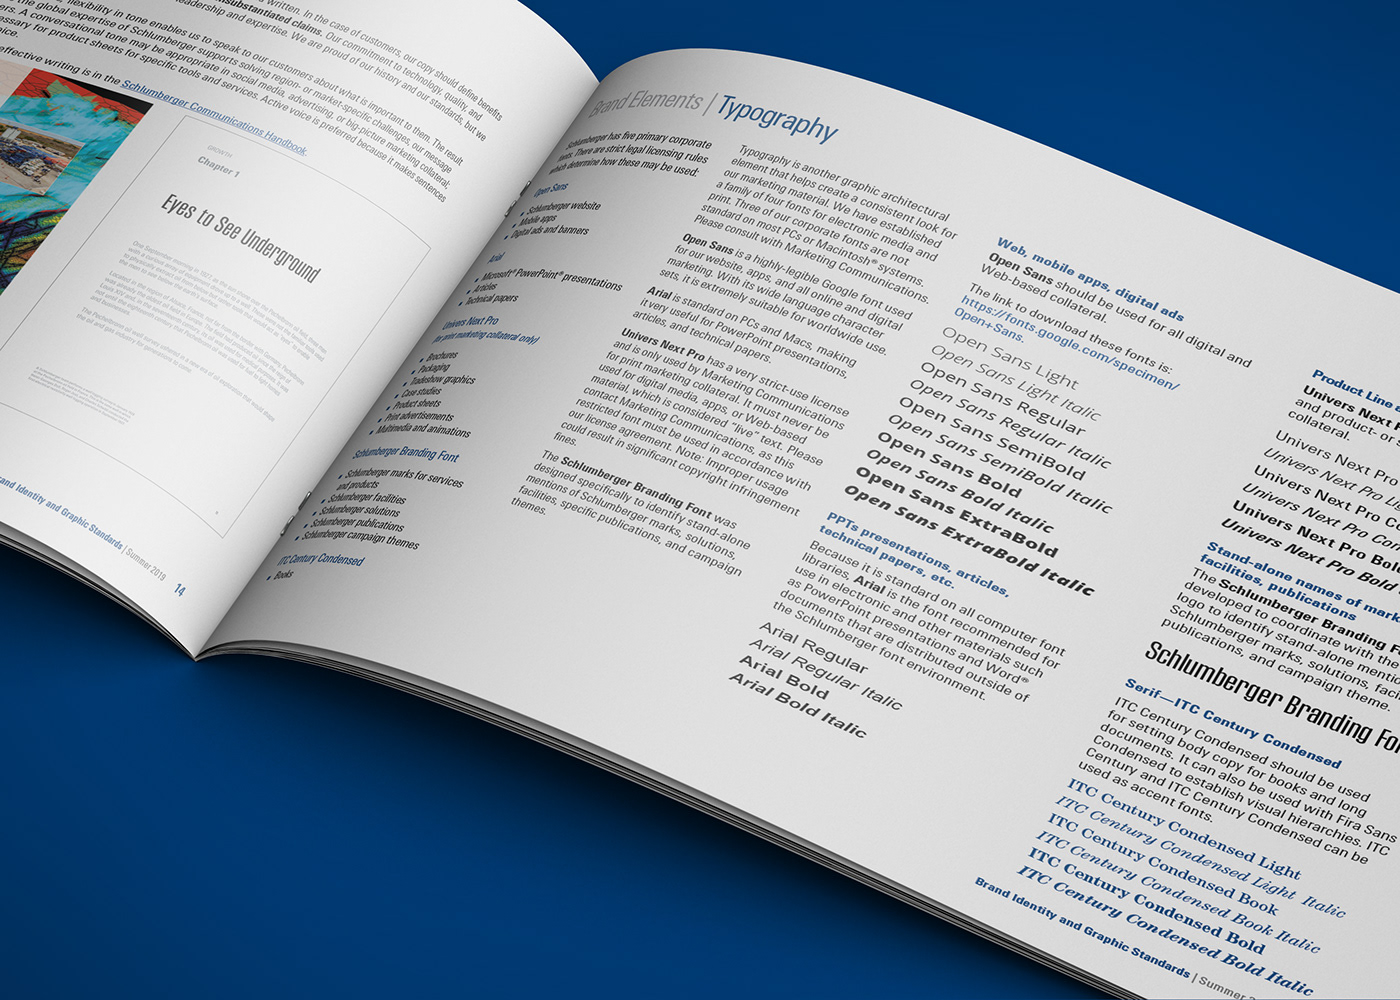 written. In the case of customers, our copy should define benefits
unsubstantiated claims. Our commitment to technology, quality, and
leadership and expertise. We are proud of our history and our standards, but we
flexibility in tone enables us to speak to our customers about what is important to them. The result
the global expertise of Schlumberger supports solving region- or market-specific challenges, our message
A conversational tone may be appropriate in social media, advertising, or big-picture marketing collateral;
for product sheets for specific tools and services. Active voice is preferred because it makes sentences
effective writing is in the Schlumberger Communications Handbook.
GROWTH
Chapter 1
Eyes to See Underground
Brand Identity and Graphic Standards | Summer 2019
14
Brand Elements | Typography
Schlumberger has five primary corporate
fonts. There are strict legal licensing rules
which determine how these may be used:
Open Sans
• Schlumberger website
• Mobile apps
• Digital ads and banners
Arial
• Microsoft® PowerPoint® presentations
• Articles
• Technical papers
Univers Next Pro
(for print marketing collateral only)
• Brochures
• Packaging
• Tradeshow graphics
• Case studies
• Product sheets
• Print advertisements
• Multimedia and animations
Schlumberger Branding Font
• Schlumberger marks for services
and products
• Schlumberger facilities
• Schlumberger solutions
• Schlumberger publications
• Schlumberger campaign themes
ITC Century Condensed
• Books
Typography is another graphic architectural
element that helps create a consistent look for
our marketing material. We have established
a family of four fonts for electronic media and
print. Three of our corporate fonts are not
standard on most PCs or Macintosh® systems.
Please consult with Marketing Communications.
Open Sans is a highly-legible Google font used
for our website, apps, and all online and digital
marketing. With its wide language character
sets, it is extremely suitable for worldwide use.
Arial is standard on PCs and Macs, making
it very useful for PowerPoint presentations,
articles, and technical papers.
Univers Next Pro has a very strict-use license
and is only used by Marketing Communications
for print marketing collateral. It must never be
used for digital media, apps, or Web-based
material, which is considered "live" text. Please
contact Marketing Communications, as this
restricted font must be used in accordance with
our license agreement. Note: Improper usage
could result in significant copyright infringement
fines.
The Schlumberger Branding Font was
designed specifically to identify stand-alone
mentions of Schlumberger marks, solutions,
facilities, specific publications, and campaign
themes.
Web, mobile apps, digital ads
Open Sans should be used for all digital and
Web-based collateral.
The link to download these fonts is:
https://fonts.google.com/specimen/
Open+Sans.
Open Sans Light
Open Sans Light Italic
Open Sans Regular
Open Sans Regular Italic
Open Sans SemiBold
Open Sans SemiBold Italic
Open Sans Bold
Open Sans Bold Italic
Open Sans ExtraBold
Open Sans ExtraBold Italic
PPTs presentations, articles,
technical papers, etc.
Because it is standard on all computer font
libraries, Arial is the font recommended for
use in electronic and other materials such
as PowerPoint presentations and Word®
documents that are distributed outside of
the Schlumberger font environment.
Arial Regular
Arial Regular Italic
Arial Bold
Arial Bold Italic
Product Line
Univers Next
and product- or
collateral.
Univers Next Pro
Univers Next Pro
Univers Next Pro
Univers Next Pro
Univers Next Pro
Univers Next Pro Bold
Stand-alone names of
facilities, publications
The Schlumberger Branding
developed to coordinate with the
logo to identify stand-alone
Schlumberger marks, solutions,
publications, and campaign theme.
Schlumberger Branding
Serif—ITC Century Condensed
ITC Century Condensed should be used
for setting body copy for books and long
documents. It can also be used with Fira Sans
Condensed to establish visual hierarchies. ITC
Century and ITC Century Condensed can be
used as accent fonts.
ITC Century Condensed Light
ITC Century Condensed Light Italic
ITC Century Condensed Book
ITC Century Condensed Book Italic
ITC Century Condensed Bold
ITC Century Condensed Bold Italic
Brand Identity and Graphic Standards | Summer